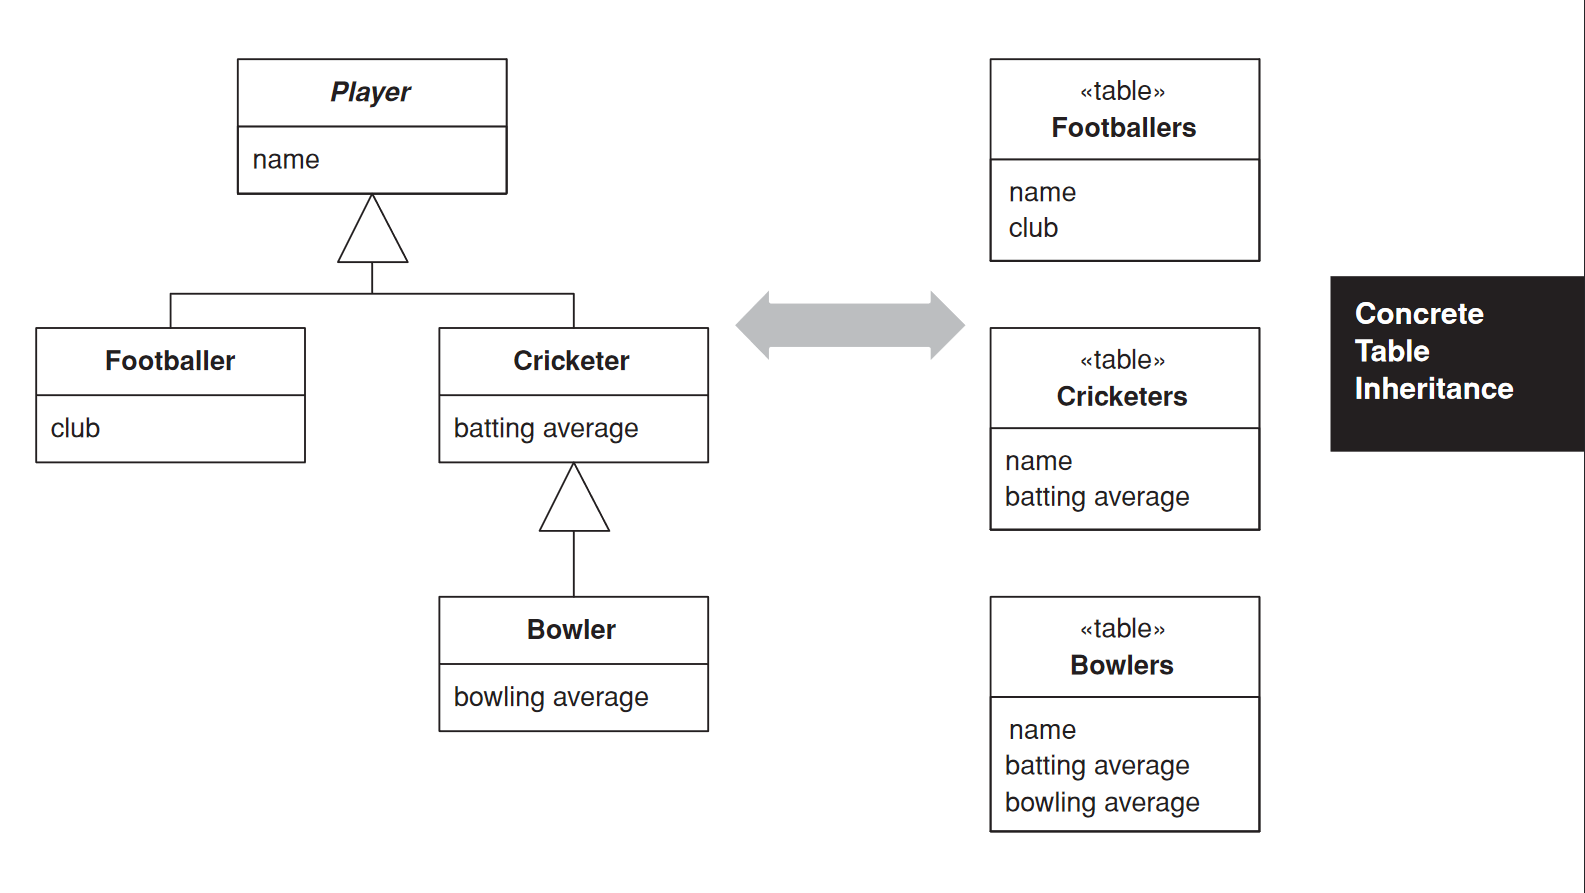 Player
name
Footballer
club
Cricketer
batting average
Bowler
bowling average
«table»
Footballers
name
club
«table»
Cricketers
name
batting average
«table»
Bowlers
name
batting average
bowling average
Concrete
Table
Inheritance